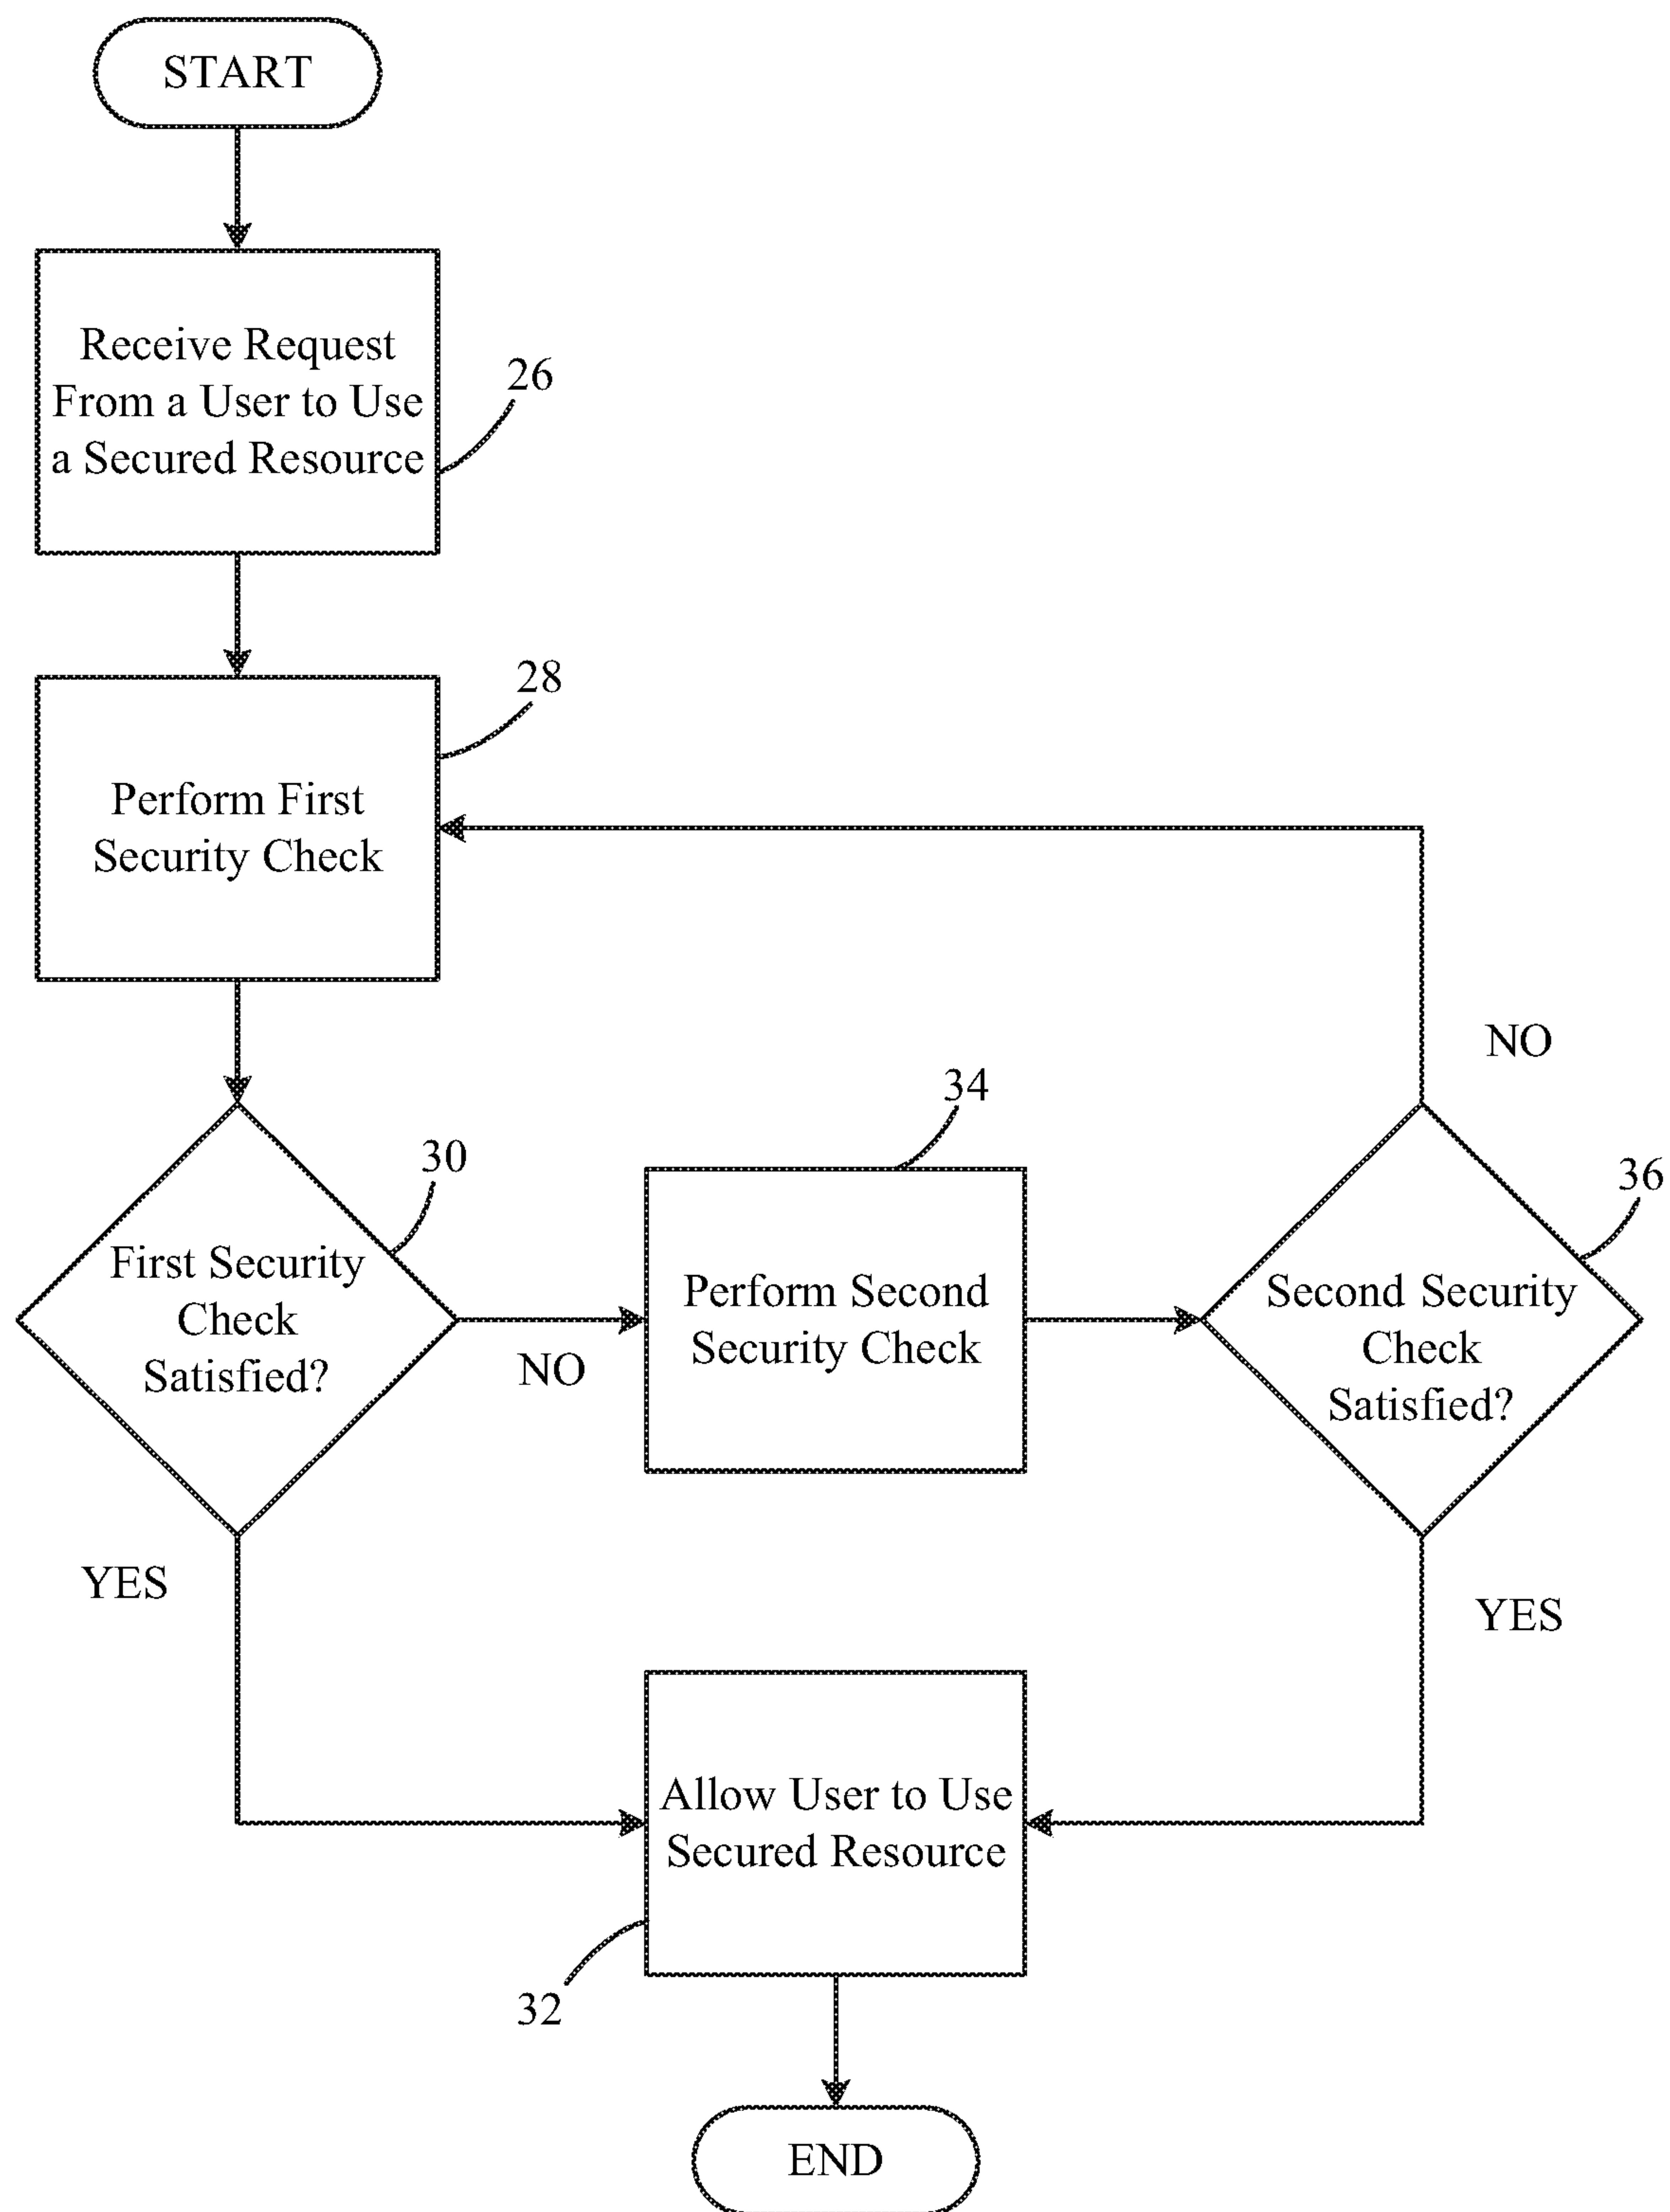 START
Receive Request
From a User to Use
a Secured Resource
26
28
Perform First
Security Check
NO
34
30
36
First Security
Check
Satisfied?
NO
Perform Second
Security Check
Second Security
Check
Satisfied?
YES
YES
Allow User to Use
Secured Resource
32
END